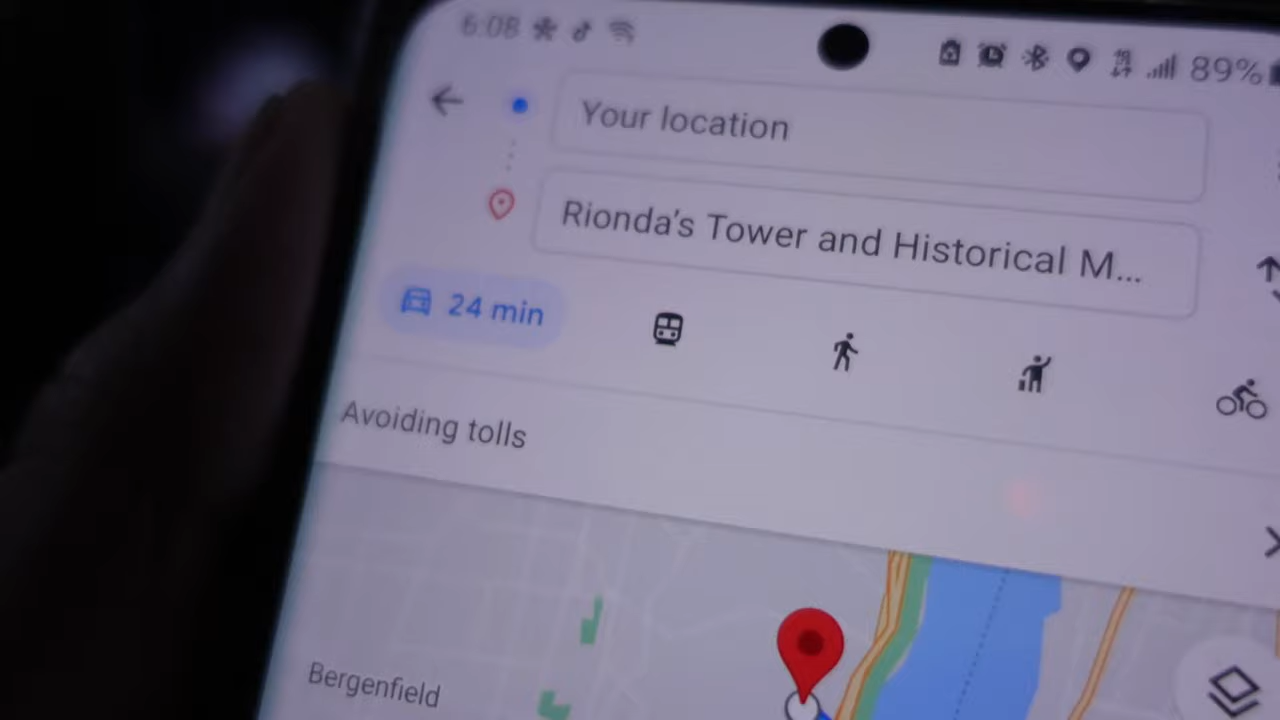 6:08 89%
Your location
Rionda's Tower and Historical M...
24 min
Avoiding tolls
Bergenfield